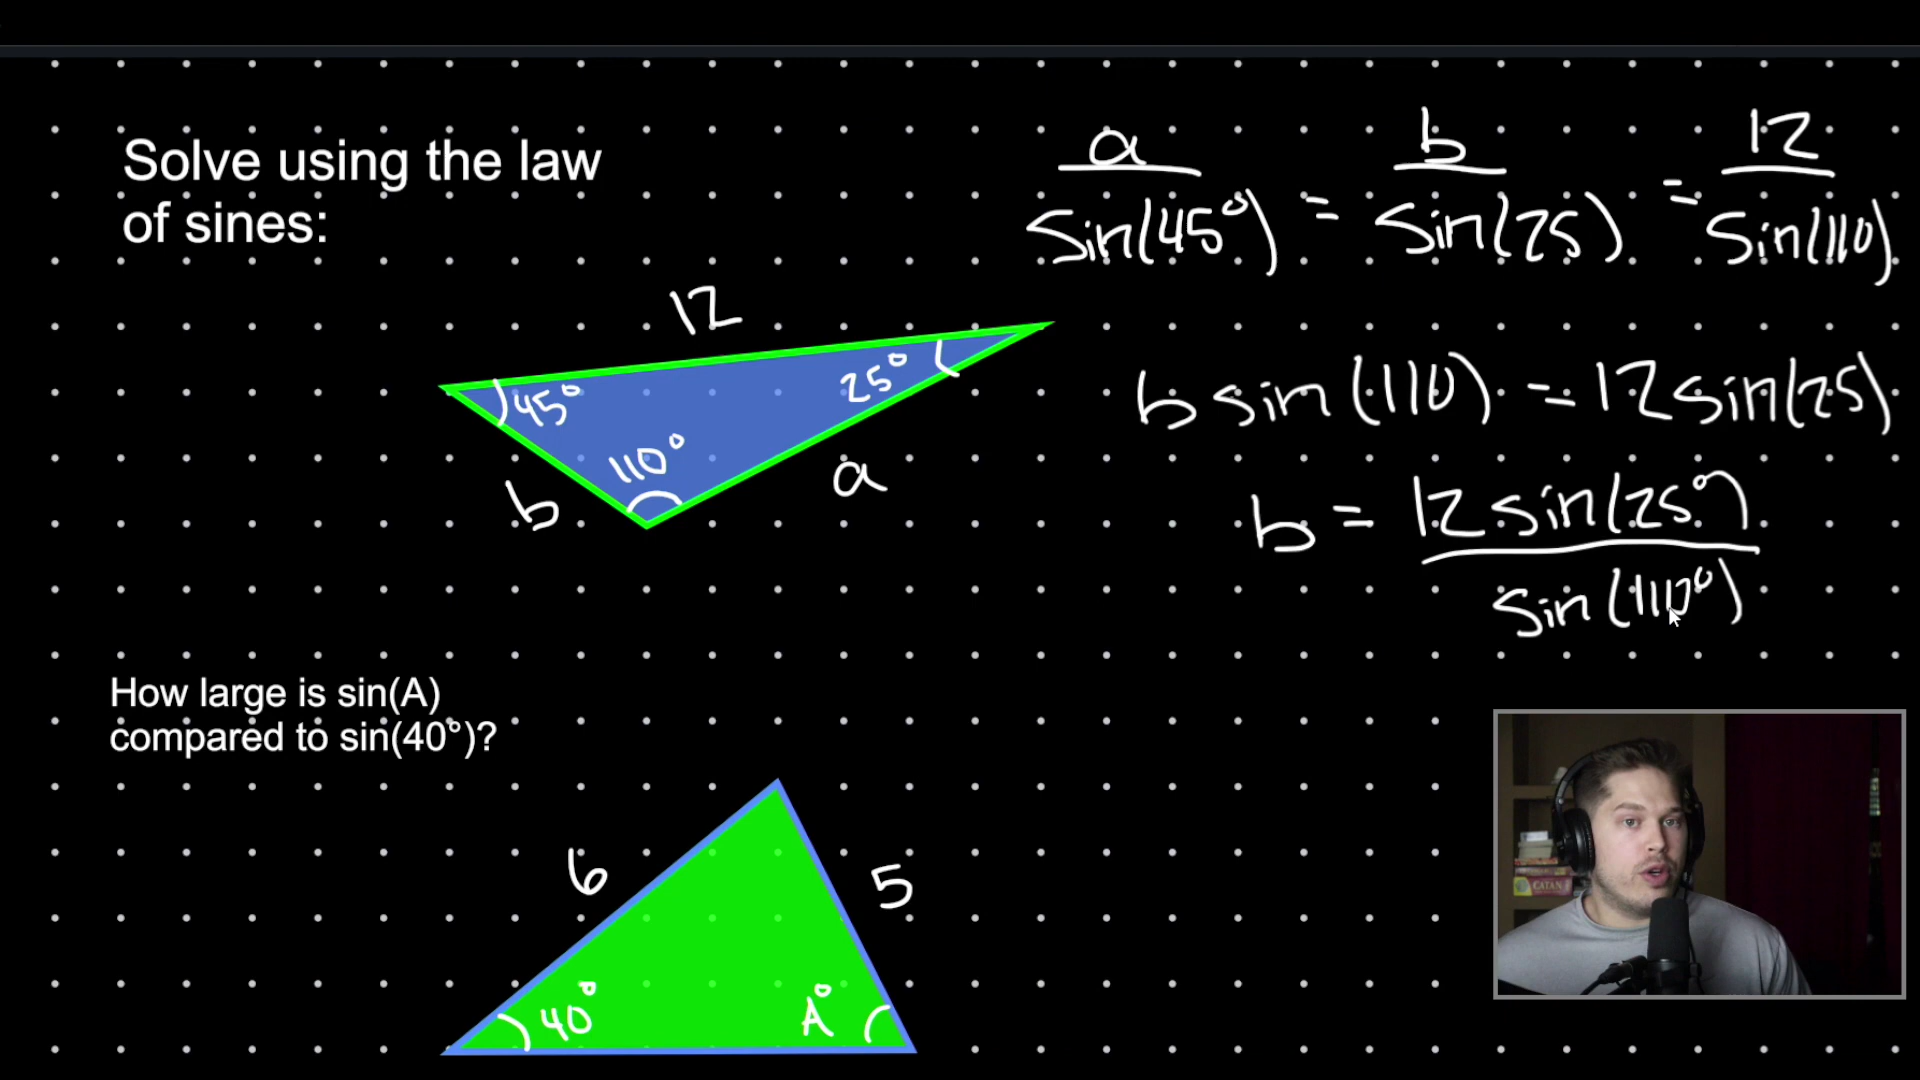 Solve using the law
of sines:
a/sin(45°) = b/sin(25) = 12/sin(110)
12
45°
25°
110°
b
a
b sin(110) = 12 sin(25)
b = 12 sin(25°)/sin(110°)
How large is sin(A)
compared to sin(40°)?
6
5
40°
A°
CATAN